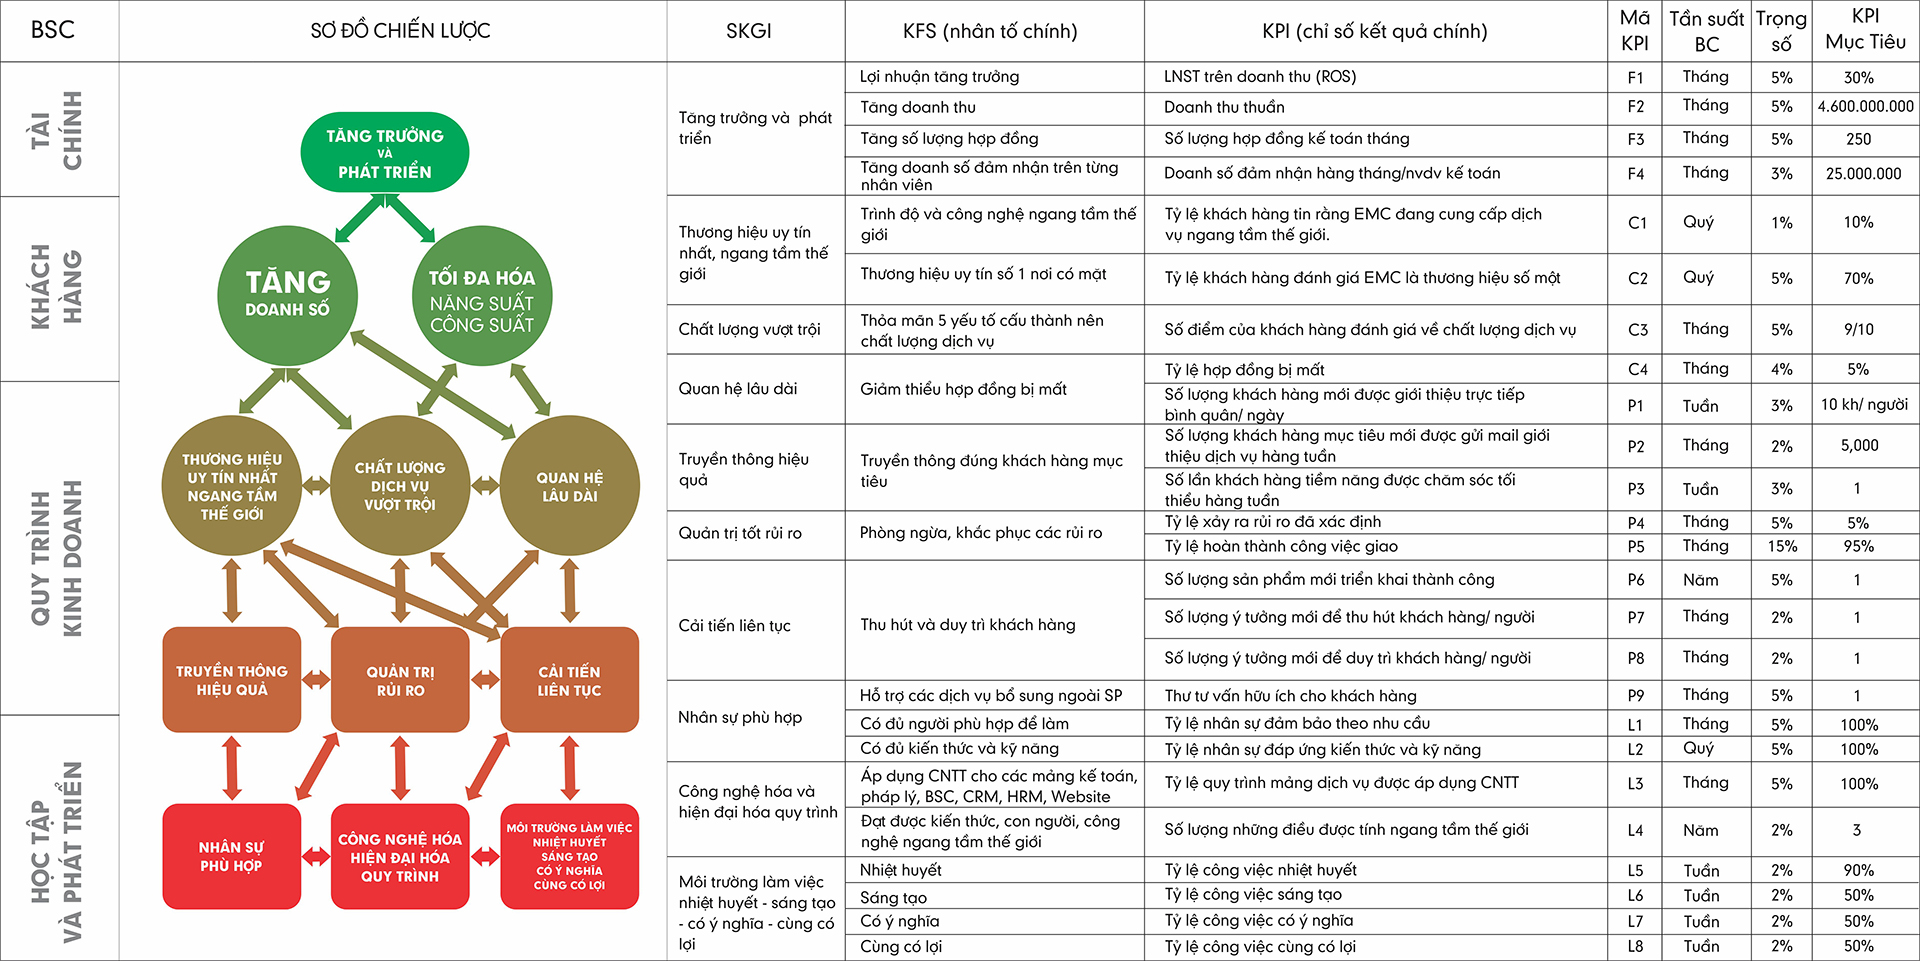 BSC
SƠ ĐỒ CHIẾN LƯỢC
SKGI
KFS (nhân tố chính)
KPI (chỉ số kết quả chính)
Mã
KPI
Tần suất
BC
Trọng
số
KPI
Mục Tiêu
TÀI
CHÍNH
KHÁCH
HÀNG
QUY TRÌNH
KINH DOANH
HỌC TẬP
VÀ PHÁT TRIỂN
TĂNG TRƯỞNG
VÀ
PHÁT TRIỂN
TĂNG
DOANH SỐ
TỐI ĐA HÓA
NĂNG SUẤT
CÔNG SUẤT
THƯƠNG HIỆU
UY TÍN NHẤT
NGANG TẦM
THẾ GIỚI
CHẤT LƯỢNG
DỊCH VỤ
VƯỢT TRỘI
QUAN HỆ
LÂU DÀI
TRUYỀN THÔNG
HIỆU QUẢ
QUẢN TRỊ
RỦI RO
CẢI TIẾN
LIÊN TỤC
NHÂN SỰ
PHÙ HỢP
CÔNG NGHỆ HÓA
HIỆN ĐẠI HÓA
QUY TRÌNH
MÔI TRƯỜNG LÀM VIỆC
NHIỆT HUYẾT
SÁNG TẠO
CÓ Ý NGHĨA
CÙNG CÓ LỢI
Tăng trưởng và phát
triển
Lợi nhuận tăng trưởng
LNST trên doanh thu (ROS)
F1
Tháng
5%
30%
Tăng doanh thu
Doanh thu thuần
F2
Tháng
5%
4.600.000.000
Tăng số lượng hợp đồng
Số lượng hợp đồng kế toán tháng
F3
Tháng
5%
250
Tăng doanh số đảm nhận trên từng
nhân viên
Doanh số đảm nhận hàng tháng/nvdv kế toán
F4
Tháng
3%
25.000.000
Thương hiệu uy tín
nhất, ngang tầm thế
giới
Trình độ và công nghệ ngang tầm thế
giới
Tỷ lệ khách hàng tin rằng EMC đang cung cấp dịch
vụ ngang tầm thế giới.
C1
Quý
1%
10%
Thương hiệu uy tín số 1 nơi có mặt
Tỷ lệ khách hàng đánh giá EMC là thương hiệu số một
C2
Quý
5%
70%
Chất lượng vượt trội
Thỏa mãn 5 yếu tố cấu thành nên
chất lượng dịch vụ
Số điểm của khách hàng đánh giá về chất lượng dịch vụ
C3
Tháng
5%
9/10
Quan hệ lâu dài
Giảm thiểu hợp đồng bị mất
Tỷ lệ hợp đồng bị mất
C4
Tháng
4%
5%
Số lượng khách hàng mới được giới thiệu trực tiếp
bình quân/ ngày
P1
Tuần
3%
10 kh/ người
Truyền thông hiệu
quả
Truyền thông đúng khách hàng mục
tiêu
Số lượng khách hàng mục tiêu mới được gửi mail giới
thiệu dịch vụ hàng tuần
P2
Tháng
2%
5,000
Số lần khách hàng tiềm năng được chăm sóc tối
thiểu hàng tuần
P3
Tuần
3%
1
Quản trị tốt rủi ro
Phòng ngừa, khắc phục các rủi ro
Tỷ lệ xảy ra rủi ro đã xác định
P4
Tháng
5%
5%
Tỷ lệ hoàn thành công việc giao
P5
Tháng
15%
95%
Cải tiến liên tục
Thu hút và duy trì khách hàng
Số lượng sản phẩm mới triển khai thành công
P6
Năm
5%
1
Số lượng ý tưởng mới để thu hút khách hàng/ người
P7
Tháng
2%
1
Số lượng ý tưởng mới để duy trì khách hàng/ người
P8
Tháng
2%
1
Nhân sự phù hợp
Hỗ trợ các dịch vụ bổ sung ngoài SP
Thư tư vấn hữu ích cho khách hàng
P9
Tháng
5%
1
Có đủ người phù hợp để làm
Tỷ lệ nhân sự đảm bảo theo nhu cầu
L1
Tháng
5%
100%
Có đủ kiến thức và kỹ năng
Tỷ lệ nhân sự đáp ứng kiến thức và kỹ năng
L2
Quý
5%
100%
Công nghệ hóa và
hiện đại hóa quy trình
Áp dụng CNTT cho các mảng kế toán,
pháp lý, BSC, CRM, HRM, Website
Tỷ lệ quy trình mảng dịch vụ được áp dụng CNTT
L3
Tháng
5%
100%
Đạt được kiến thức, con người, công
nghệ ngang tầm thế giới
Số lượng những điều được tính ngang tầm thế giới
L4
Năm
2%
3
Môi trường làm việc
nhiệt huyết - sáng tạo
- có ý nghĩa - cùng có
lợi
Nhiệt huyết
Tỷ lệ công việc nhiệt huyết
L5
Tuần
2%
90%
Sáng tạo
Tỷ lệ công việc sáng tạo
L6
Tuần
2%
50%
Có ý nghĩa
Tỷ lệ công việc có ý nghĩa
L7
Tuần
2%
50%
Cùng có lợi
Tỷ lệ công việc cùng có lợi
L8
Tuần
2%
50%